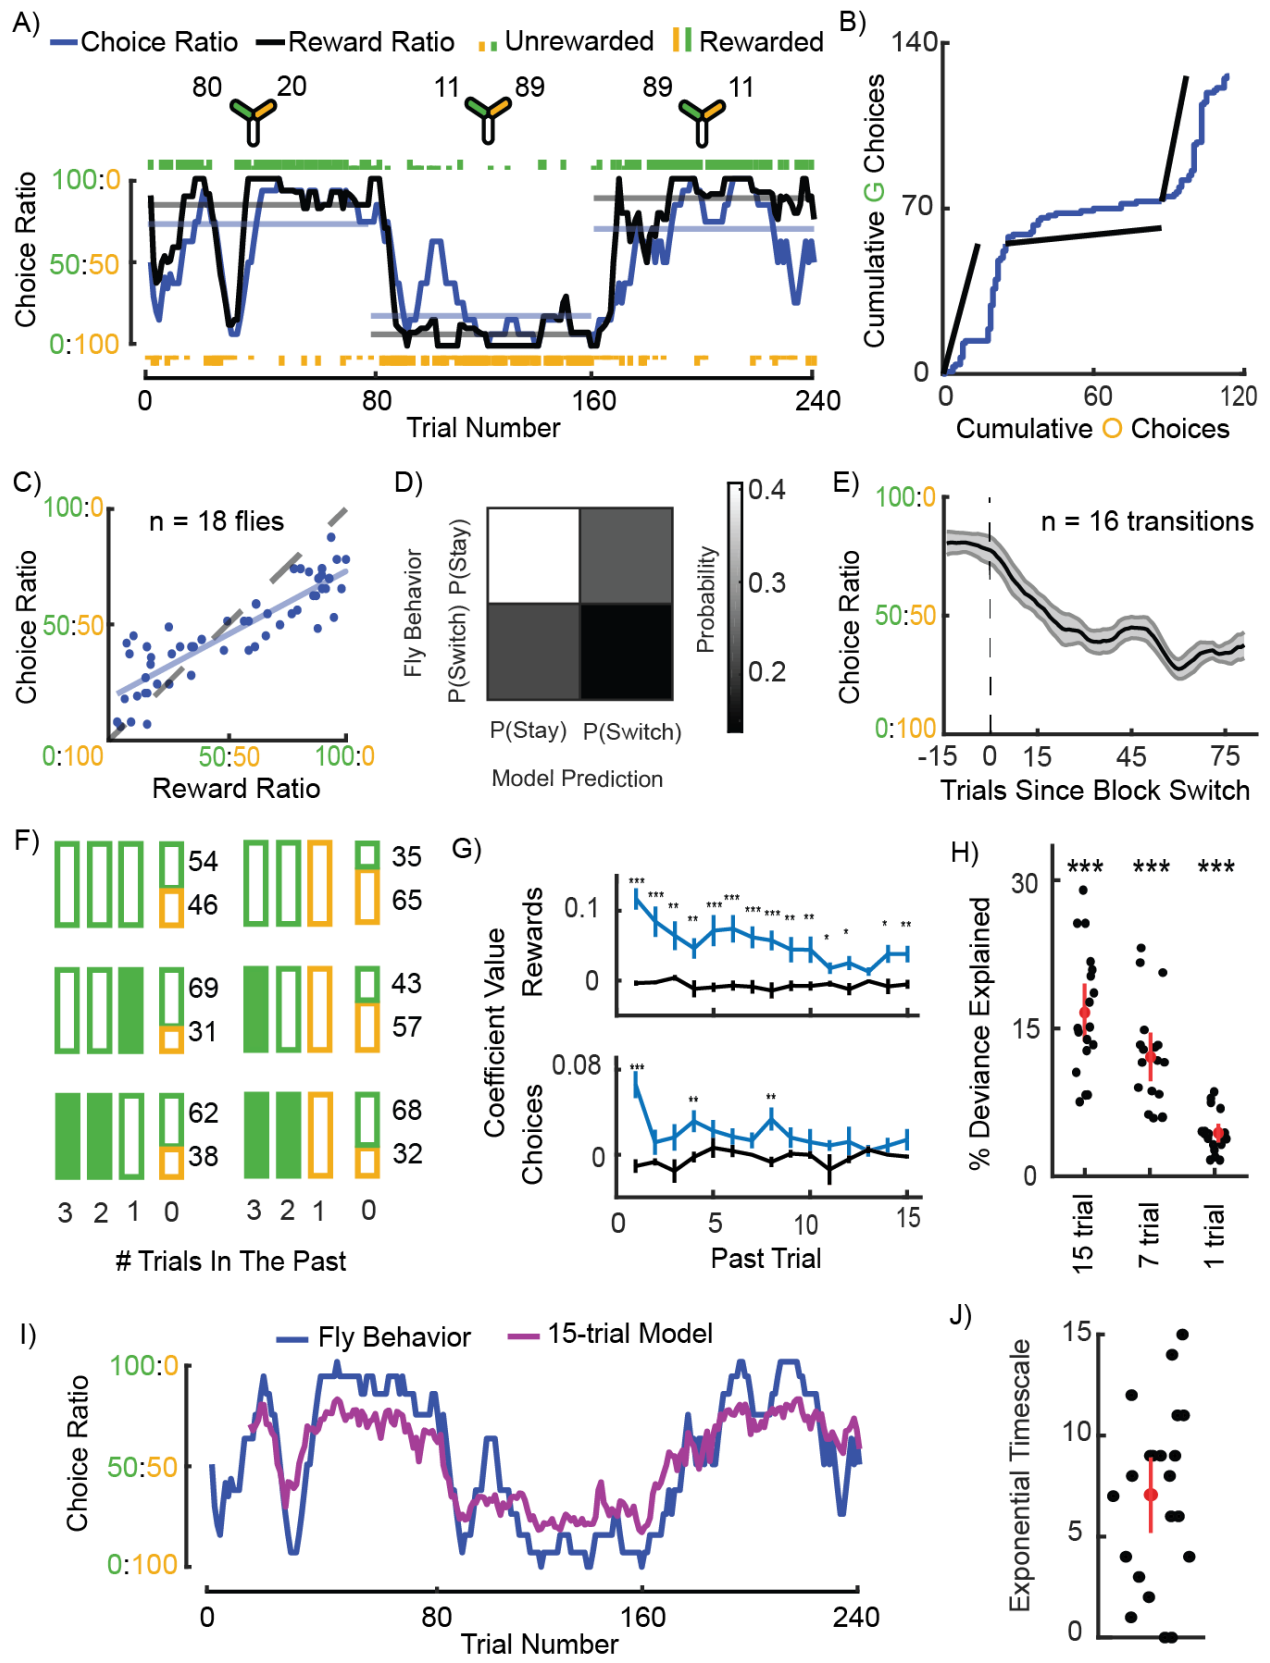 A)
Choice Ratio Reward Ratio Unrewarded Rewarded
80 20 11 89 89 11
Choice Ratio
100:0
50:50
0:100
0 80 160 240
Trial Number
B)
Cumulative G Choices
140
70
0
0 60 120
Cumulative O Choices
C)
Choice Ratio
100:0
n = 18 flies
50:50
0:100 50:50 100:0
Reward Ratio
D)
Fly Behavior
P(Switch) P(Stay)
P(Stay) P(Switch)
Model Prediction
Probability
0.4
0.3
0.2
E)
Choice Ratio
100:0
n = 16 transitions
50:50
0:100
-15 0 15 45 75
Trials Since Block Switch
F)
54 35
46 65
69 43
31 57
62 68
38 32
3 2 1 0 3 2 1 0
# Trials In The Past
G)
Coefficient Value
Rewards
0.1
0
*** *** ** ** *** *** *** *** ** ** * * * **
Choices
0.08
0
*** ** **
0 5 10 15
Past Trial
H)
% Deviance Explained
*** *** ***
30
15
0
15 trial
7 trial
1 trial
I)
Fly Behavior 15-trial Model
Choice Ratio
100:0
50:50
0:100
0 80 160 240
Trial Number
J)
Exponential Timescale
15
10
5
0